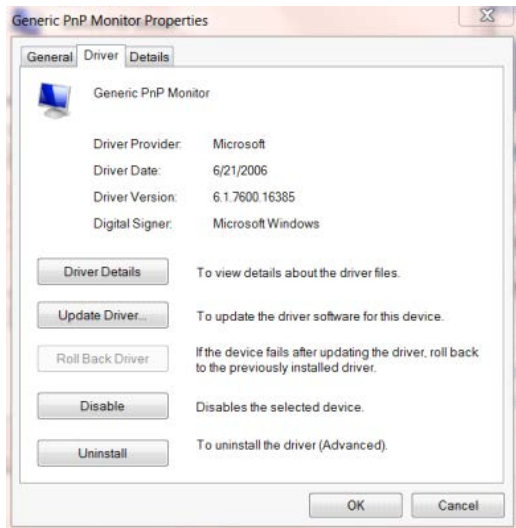 Generic PnP Monitor Properties
General Driver Details
Generic PnP Monitor
Driver Provider: Microsoft
Driver Date: 6/21/2006
Driver Version: 6.1.7600.16385
Digital Signer: Microsoft Windows
Driver Details To view details about the driver files.
Update Driver... To update the driver software for this device.
Roll Back Driver If the device fails after updating the driver, roll back
to the previously installed driver.
Disable Disables the selected device.
Uninstall To uninstall the driver (Advanced).
OK Cancel